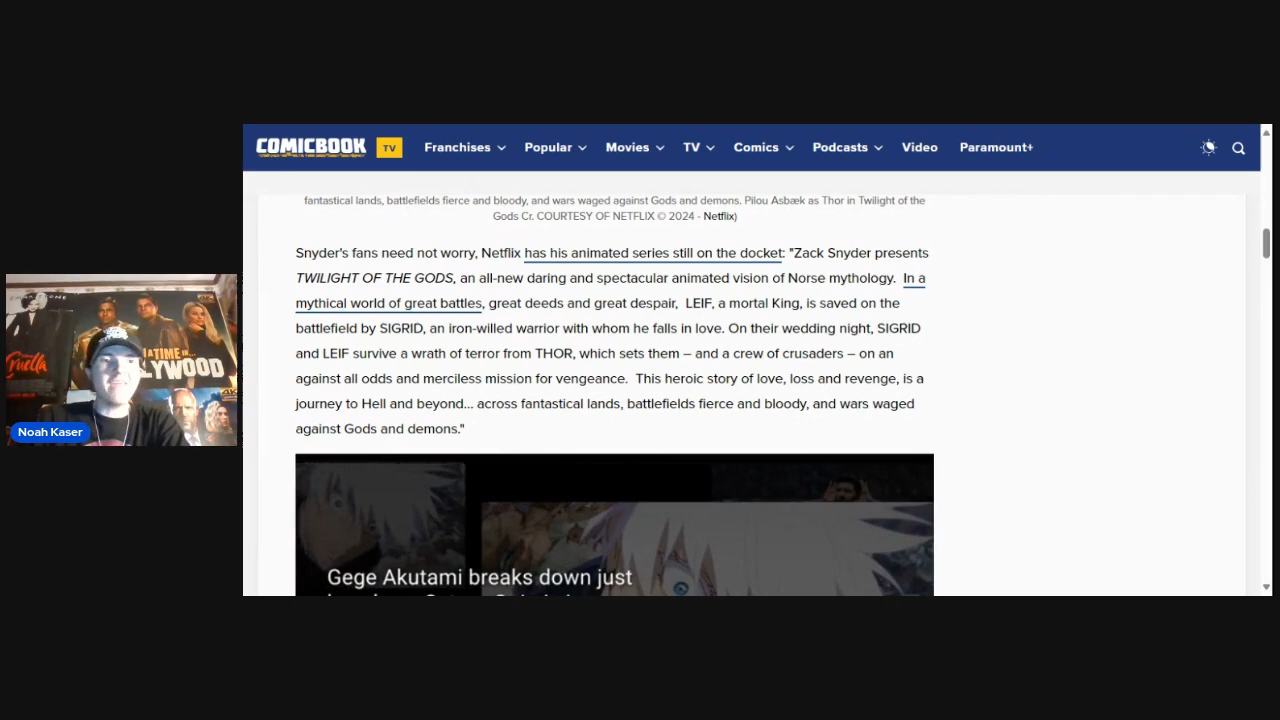 COMICBOOK
TV
Franchises
Popular
Movies
TV
Comics
Podcasts
Video
Paramount+
fantastical lands, battlefields fierce and bloody, and wars waged against Gods and demons. Pilou Asbæk as Thor in Twilight of the
Gods Cr. COURTESY OF NETFLIX © 2024 - Netflix)
Snyder's fans need not worry, Netflix has his animated series still on the docket: "Zack Snyder presents
TWILIGHT OF THE GODS, an all-new daring and spectacular animated vision of Norse mythology. In a
mythical world of great battles, great deeds and great despair, LEIF, a mortal King, is saved on the
battlefield by SIGRID, an iron-willed warrior with whom he falls in love. On their wedding night, SIGRID
and LEIF survive a wrath of terror from THOR, which sets them – and a crew of crusaders – on an
against all odds and merciless mission for vengeance. This heroic story of love, loss and revenge, is a
journey to Hell and beyond... across fantastical lands, battlefields fierce and bloody, and wars waged
against Gods and demons."
Gege Akutami breaks down just
Cruella
A TIME IN...
LYWOOD
4K
Noah Kaser